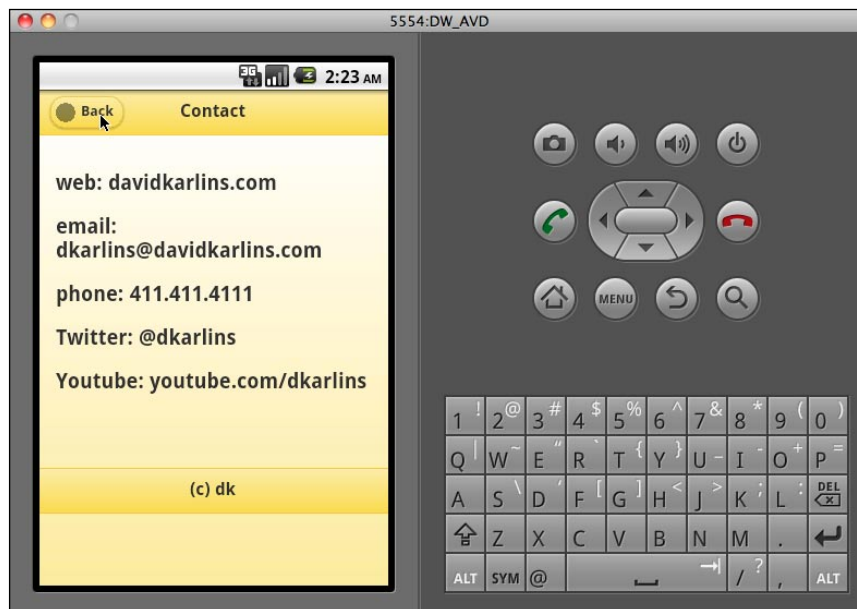 5554:DW_AVD
3G
2:23 AM
Back
Contact
web: davidkarlins.com
email:
dkarlins@davidkarlins.com
phone: 411.411.4111
Twitter: @dkarlins
Youtube: youtube.com/dkarlins
(c) dk
MENU
1 ! 2 @ 3 # 4 $ 5 % 6 ^ 7 & 8 * 9 ( 0 )
Q | W ~ E " R ` T { Y } U _ I - O + P =
A S \ D ' F [ G ] H < J > K ; L : DEL
Z X C V B N M .
ALT SYM @ / ? , ALT